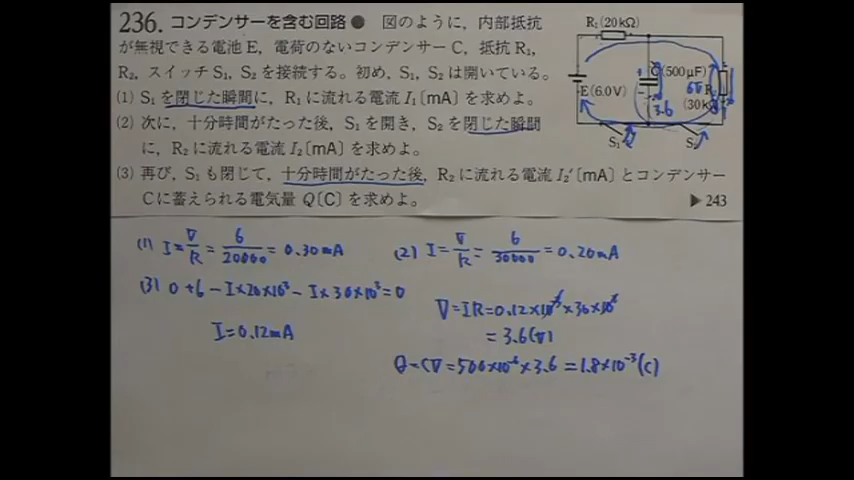 236. コンデンサーを含む回路● 図のように，内部抵抗
が無視できる電池E，電荷のないコンデンサーC，抵抗R₁，
R₂，スイッチS₁，S₂を接続する。初め，S₁，S₂は開いている。
(1) S₁を閉じた瞬間に，R₁に流れる電流I₁〔mA〕を求めよ。
(2) 次に，十分時間がたった後，S₁を開き，S₂を閉じた瞬間
に，R₂に流れる電流I₂〔mA〕を求めよ。
(3) 再び，S₁も閉じて，十分時間がたった後，R₂に流れる電流I₂′〔mA〕とコンデンサー
Cに蓄えられる電気量Q〔C〕を求めよ。
▶243
R₁(20kΩ)
C(500μF)
E(6.0V)
6V
R₂
(30kΩ)
3.6
S₁
S₂
(1) I=V/R=6/20000=0.30mA
(2) I=V/R=6/30000=0.20mA
(3) 0+6-I×20×10³-I×30×10³=0
I=0.12mA
V=IR=0.12×10⁻³×30×10³
=3.6(V)
Q=CV=500×10⁻⁶×3.6=1.8×10⁻³(C)